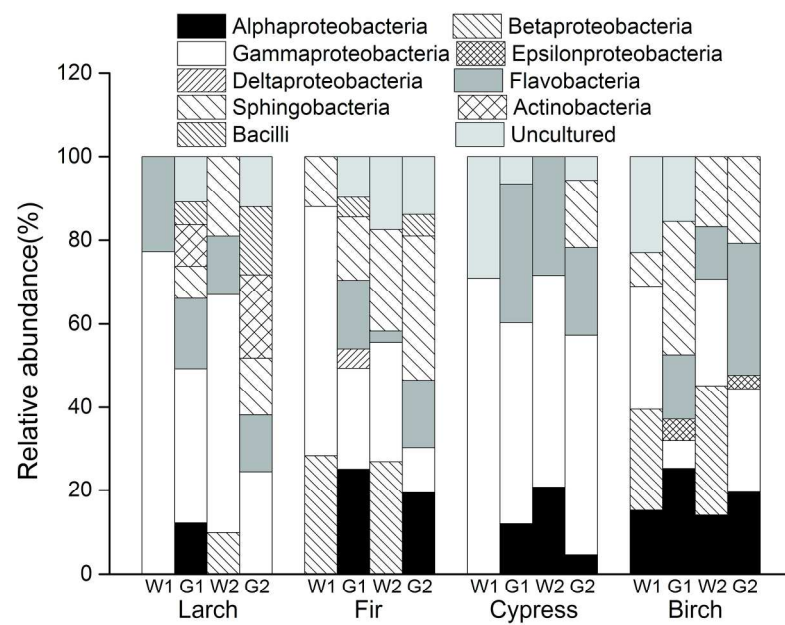 Alphaproteobacteria Betaproteobacteria
Gammaproteobacteria Epsilonproteobacteria
Deltaproteobacteria Flavobacteria
Sphingobacteria Actinobacteria
Bacilli Uncultured
Relative abundance(%)
120
100
80
60
40
20
0
W1 G1 W2 G2 W1 G1 W2 G2 W1 G1 W2 G2 W1 G1 W2 G2
Larch Fir Cypress Birch